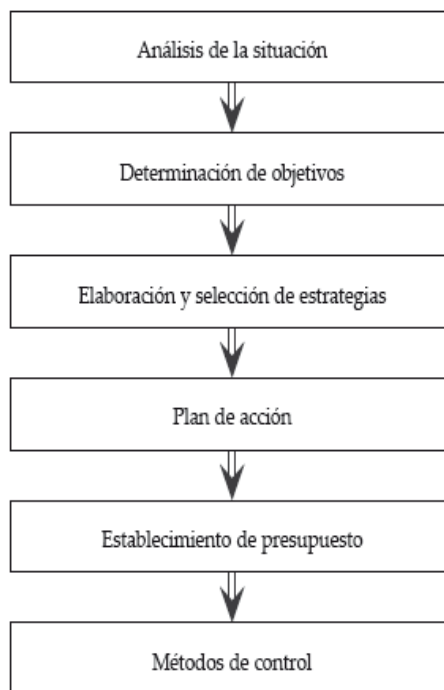 Análisis de la situación
Determinación de objetivos
Elaboración y selección de estrategias
Plan de acción
Establecimiento de presupuesto
Métodos de control